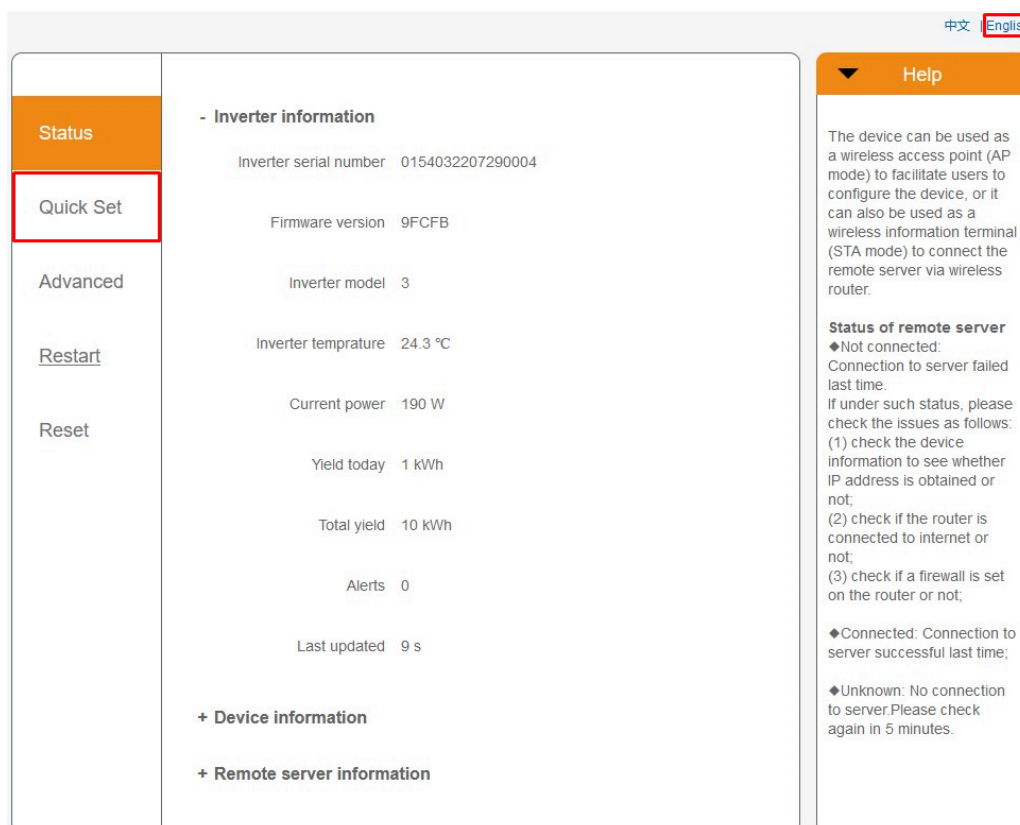 中文 |
Status
Quick Set
Advanced
Restart
Reset
- Inverter information
Inverter serial number 0154032207290004
Firmware version 9FCFB
Inverter model 3
Inverter temprature 24.3 ℃
Current power 190 W
Yield today 1 kWh
Total yield 10 kWh
Alerts 0
Last updated 9 s
+ Device information
+ Remote server information
Help
The device can be used as
a wireless access point (AP
mode) to facilitate users to
configure the device, or it
can also be used as a
wireless information terminal
(STA mode) to connect the
remote server via wireless
router.
Status of remote server
◆Not connected:
Connection to server failed
last time.
If under such status, please
check the issues as follows:
(1) check the device
information to see whether
IP address is obtained or
not;
(2) check if the router is
connected to internet or
not;
(3) check if a firewall is set
on the router or not;
◆Connected: Connection to
server successful last time;
◆Unknown: No connection
to server.Please check
again in 5 minutes.